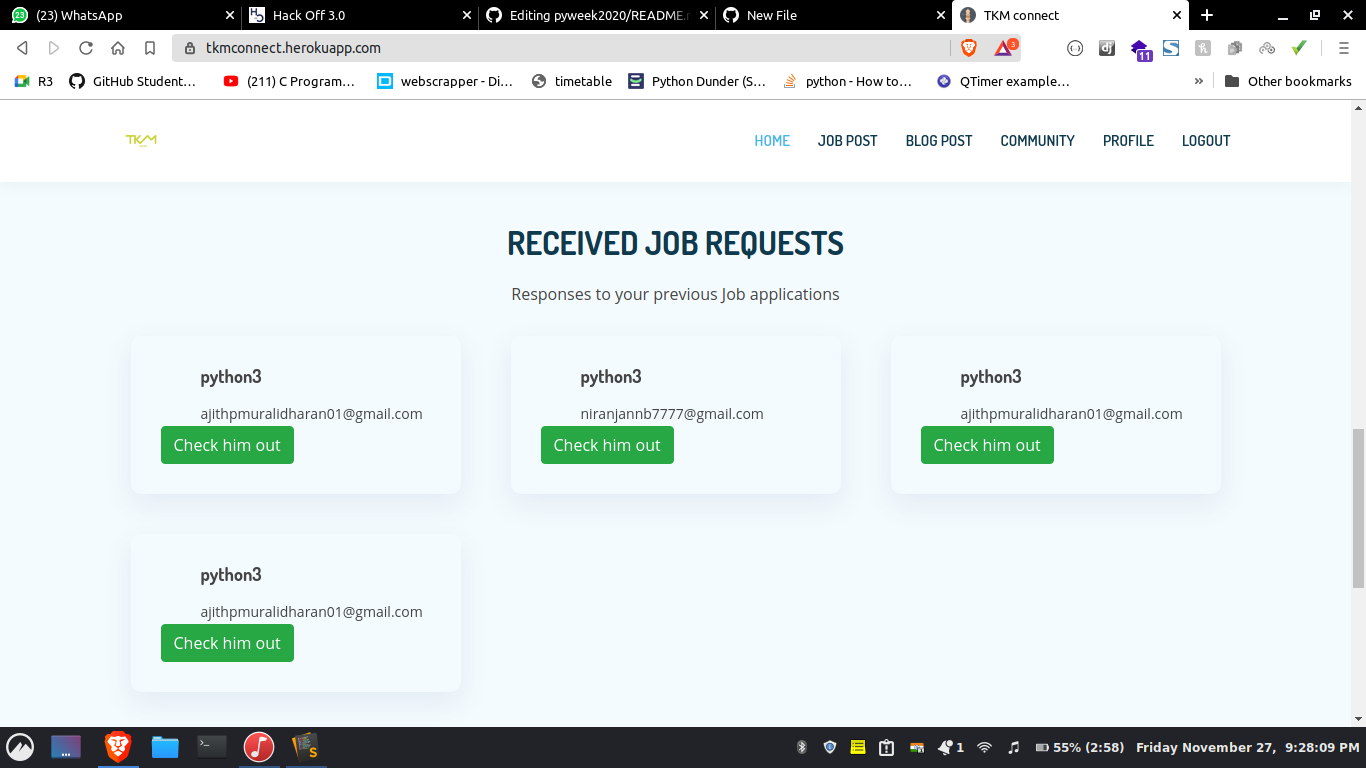 (23) WhatsApp
Hack Off 3.0
Editing pyweek2020/README.m
New File
TKM connect
tkmconnect.herokuapp.com
3
dj
11
S
R3
GitHub Student…
(211) C Program…
webscrapper - Di…
timetable
Python Dunder (S…
python - How to…
QTimer example…
»
Other bookmarks
TKM
HOME
JOB POST
BLOG POST
COMMUNITY
PROFILE
LOGOUT
RECEIVED JOB REQUESTS
Responses to your previous Job applications
python3
ajithpmuralidharan01@gmail.com
Check him out
python3
niranjannb7777@gmail.com
Check him out
python3
ajithpmuralidharan01@gmail.com
Check him out
python3
ajithpmuralidharan01@gmail.com
Check him out
1
55% (2:58)
Friday November 27, 9:28:09 PM